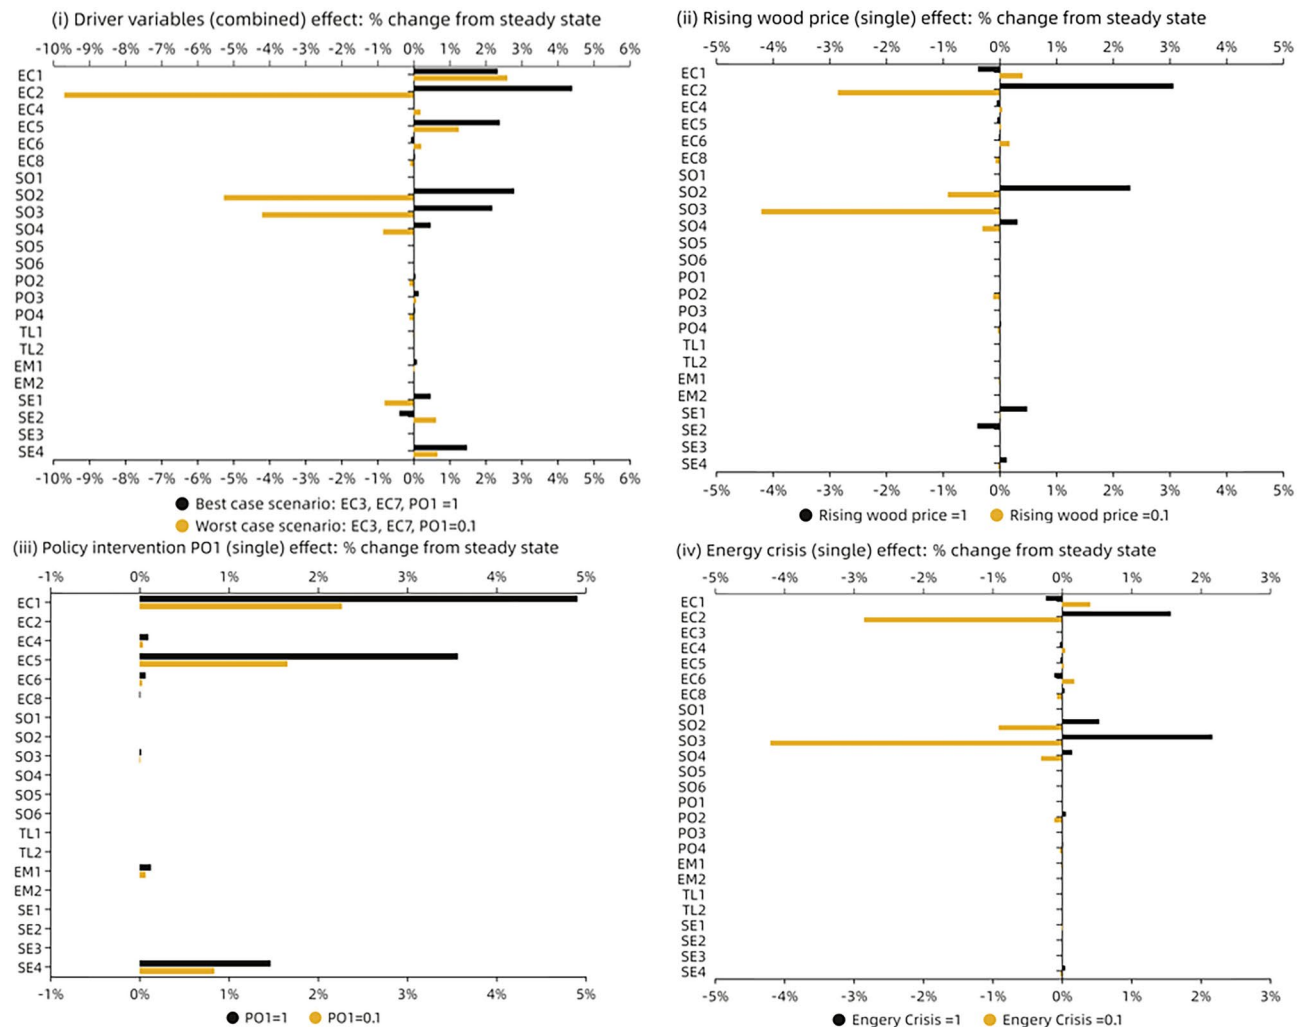 (i) Driver variables (combined) effect: % change from steady state
-10% -9% -8% -7% -6% -5% -4% -3% -2% -1% 0% 1% 2% 3% 4% 5% 6%
EC1
EC2
EC4
EC5
EC6
EC8
SO1
SO2
SO3
SO4
SO5
SO6
PO2
PO3
PO4
TL1
TL2
EM1
EM2
SE1
SE2
SE3
SE4
-10% -9% -8% -7% -6% -5% -4% -3% -2% -1% 0% 1% 2% 3% 4% 5% 6%
Best case scenario: EC3, EC7, PO1 =1
Worst case scenario: EC3, EC7, PO1=0.1
(ii) Rising wood price (single) effect: % change from steady state
-5% -4% -3% -2% -1% 0% 1% 2% 3% 4% 5%
EC1
EC2
EC4
EC5
EC6
EC8
SO1
SO2
SO3
SO4
SO5
SO6
PO1
PO2
PO3
PO4
TL1
TL2
EM1
EM2
SE1
SE2
SE3
SE4
-5% -4% -3% -2% -1% 0% 1% 2% 3% 4% 5%
Rising wood price =1 Rising wood price =0.1
(iii) Policy intervention PO1 (single) effect: % change from steady state
-1% 0% 1% 2% 3% 4% 5%
EC1
EC2
EC4
EC5
EC6
EC8
SO1
SO2
SO3
SO4
SO5
SO6
TL1
TL2
EM1
EM2
SE1
SE2
SE3
SE4
-1% 0% 1% 2% 3% 4% 5%
PO1=1 PO1=0.1
(iv) Energy crisis (single) effect: % change from steady state
-5% -4% -3% -2% -1% 0% 1% 2% 3%
EC1
EC2
EC3
EC4
EC5
EC6
EC8
SO1
SO2
SO3
SO4
SO5
SO6
PO1
PO2
PO3
PO4
EM1
EM2
TL1
TL2
SE1
SE2
SE3
SE4
-5% -4% -3% -2% -1% 0% 1% 2% 3%
Engery Crisis =1 Engery Crisis =0.1